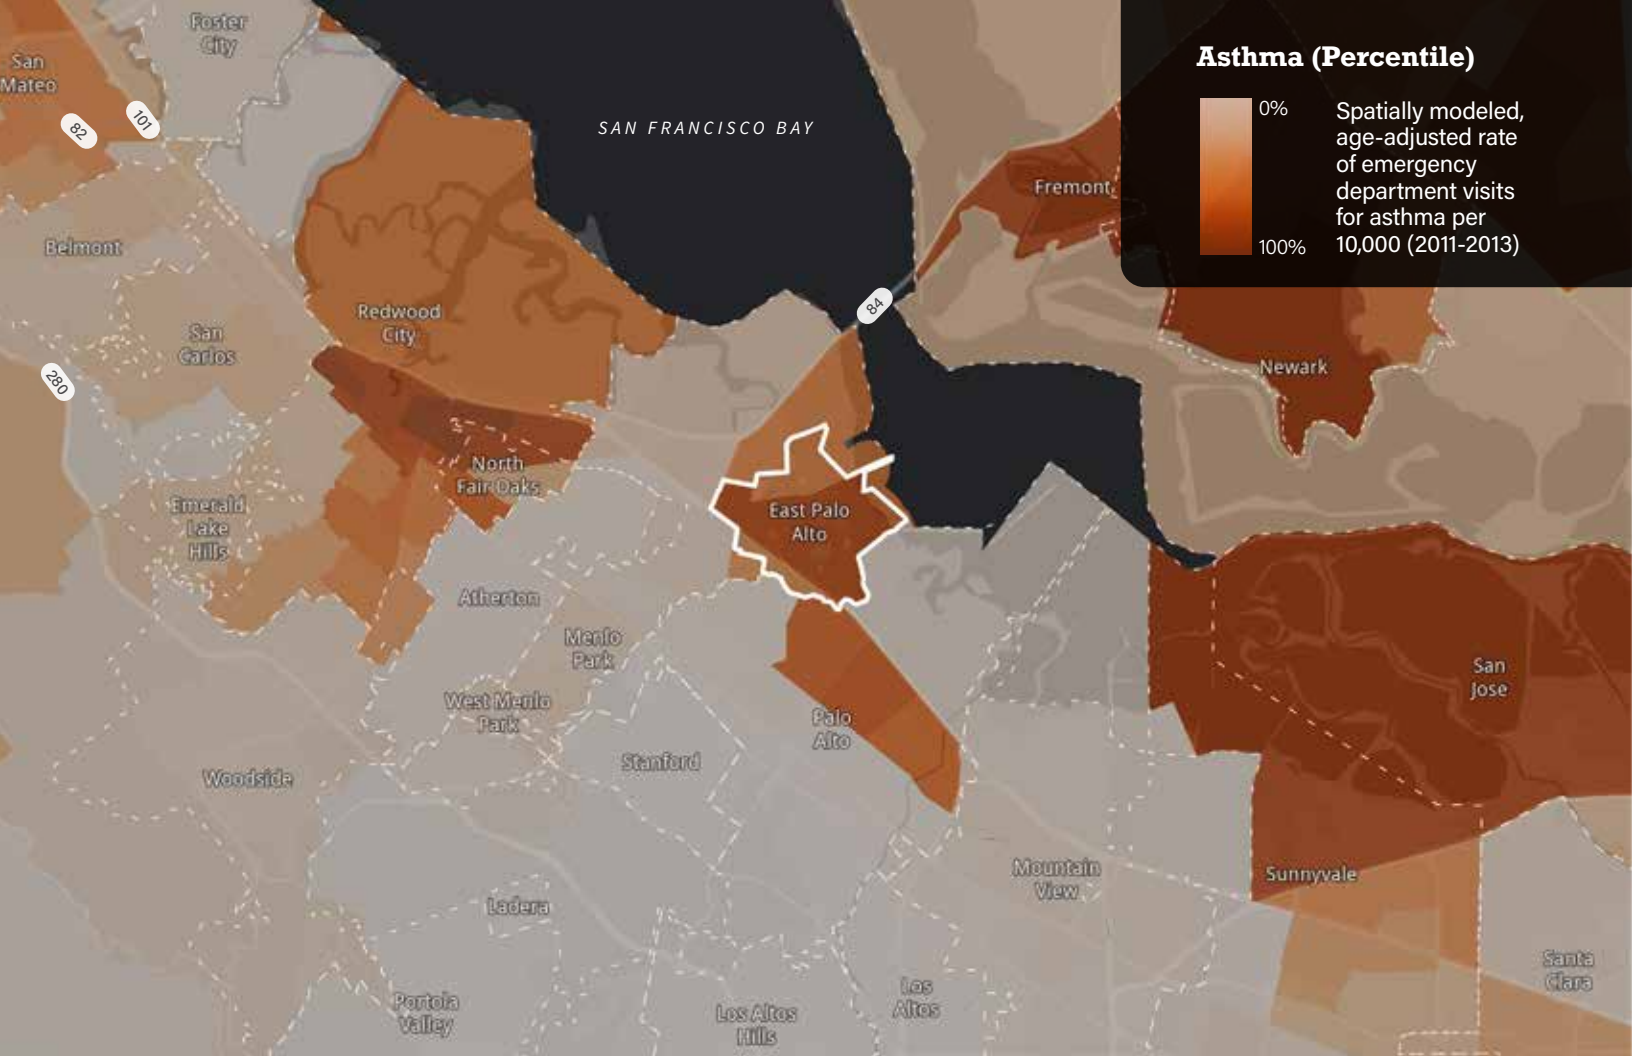 Asthma (Percentile)
0%
100%
Spatially modeled,
age-adjusted rate
of emergency
department visits
for asthma per
10,000 (2011-2013)
Foster
City
San
Mateo
82
101
SAN FRANCISCO BAY
Fremont
Belmont
84
Redwood
City
San
Carlos
280
Newark
North
Fair Oaks
Emerald
Lake
Hills
East Palo
Alto
Atherton
Menlo
Park
West Menlo
Park
San
Jose
Palo
Alto
Stanford
Woodside
Mountain
View
Sunnyvale
Ladera
Santa
Clara
Portola
Valley
Los Altos
Hills
Los
Altos